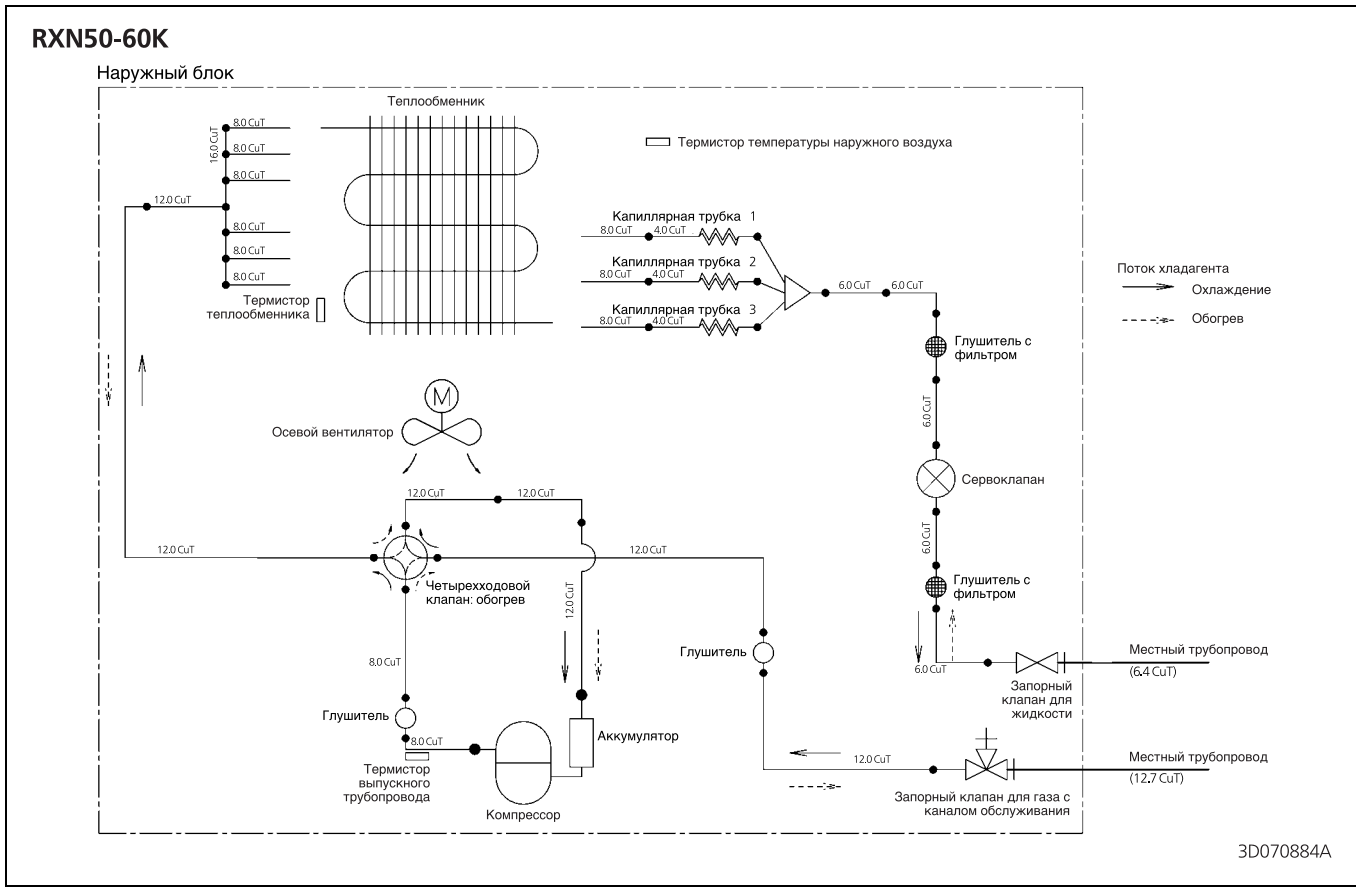 RXN50-60K
Наружный блок
Теплообменник
8.0 CuT
16.0 CuT
8.0 CuT
8.0 CuT
12.0 CuT
8.0 CuT
8.0 CuT
8.0 CuT
Термистор
теплообменника
Термистор температуры наружного воздуха
Капиллярная трубка 1
8.0 CuT
4.0 CuT
Капиллярная трубка 2
8.0 CuT
4.0 CuT
Капиллярная трубка 3
8.0 CuT
4.0 CuT
6.0 CuT
6.0 CuT
Поток хладагента
Охлаждение
Обогрев
Глушитель с
фильтром
6.0 CuT
M
Осевой вентилятор
Сервоклапан
6.0 CuT
12.0 CuT
12.0 CuT
12.0 CuT
12.0 CuT
Четырехходовой
клапан: обогрев
12.0 CuT
Глушитель с
фильтром
8.0 CuT
Глушитель
6.0 CuT
Местный трубопровод
(6.4 CuT)
Запорный
клапан для
жидкости
Глушитель
8.0 CuT
Аккумулятор
Термистор
выпускного
трубопровода
Компрессор
12.0 CuT
Местный трубопровод
(12.7 CuT)
Запорный клапан для газа с
каналом обслуживания
3D070884A